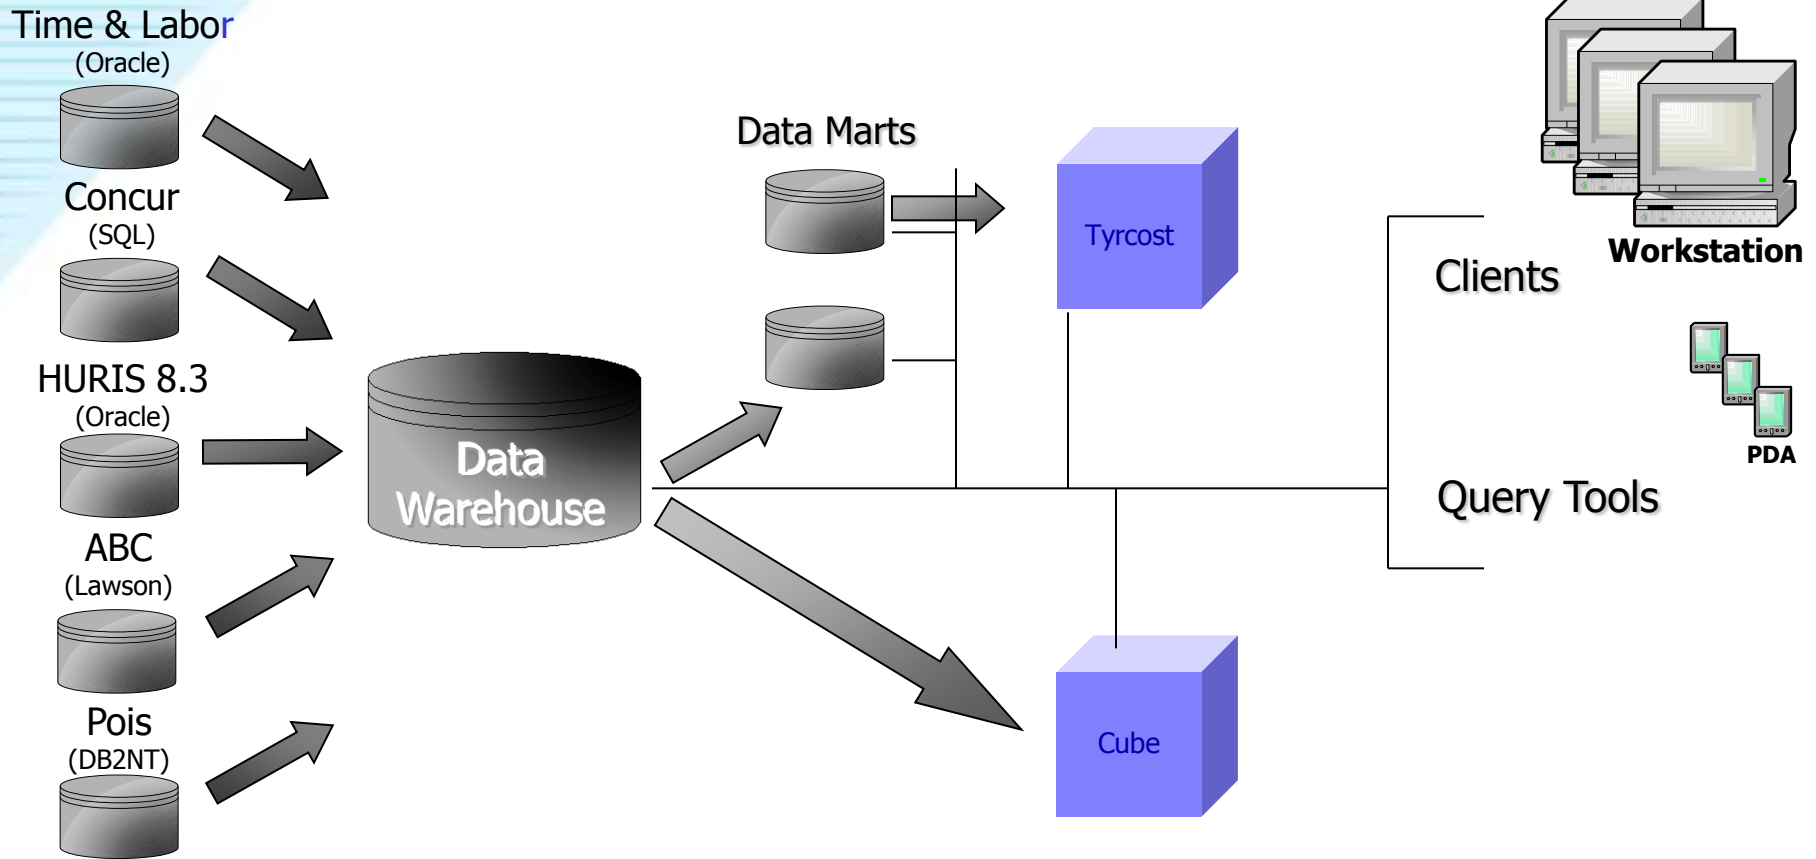 Time & Labor
(Oracle)
Concur
(SQL)
HURIS 8.3
(Oracle)
ABC
(Lawson)
Pois
(DB2NT)
Data
Warehouse
Data Marts
Tyrcost
Cube
Clients
Query Tools
Workstation
PDA